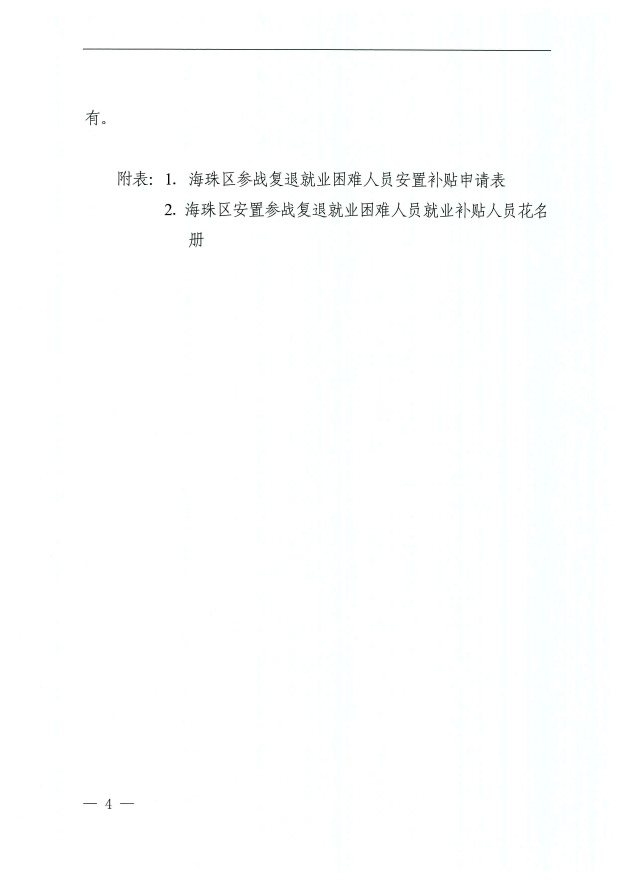 有。
附表: 1. 海珠区参战复退就业困难人员安置补贴申请表
2. 海珠区安置参战复退就业困难人员就业补贴人员花名
册
— 4 —